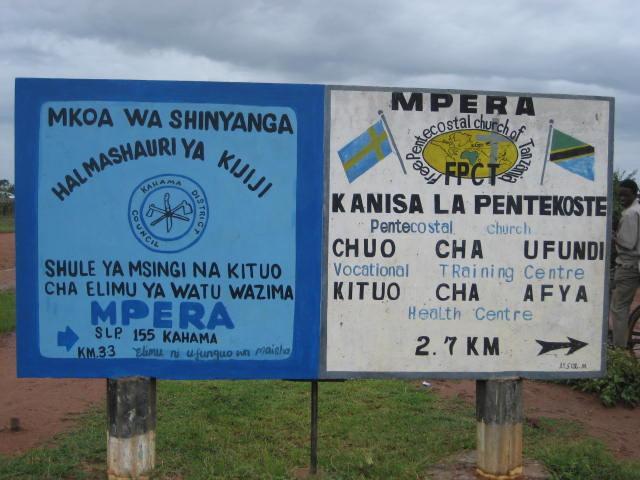 MKOA WA SHINYANGA
HALMASHAURI YA KIJIJI
KAHAMA DISTRICT
COUNCIL
SHULE YA MSINGI NA KITUO
CHA ELIMU YA WATU WAZIMA
MPERA
S.L.P. 155 KAHAMA
KM.33 Elimu ni ufunguo wa maisha
MPERA
Free Pentecostal church of Tanzania
FPCT
KANISA LA PENTEKOSTE
Pentecostal church
CHUO CHA UFUNDI
Vocational TRaining Centre
KITUO CHA AFYA
Health Centre
2.7 KM